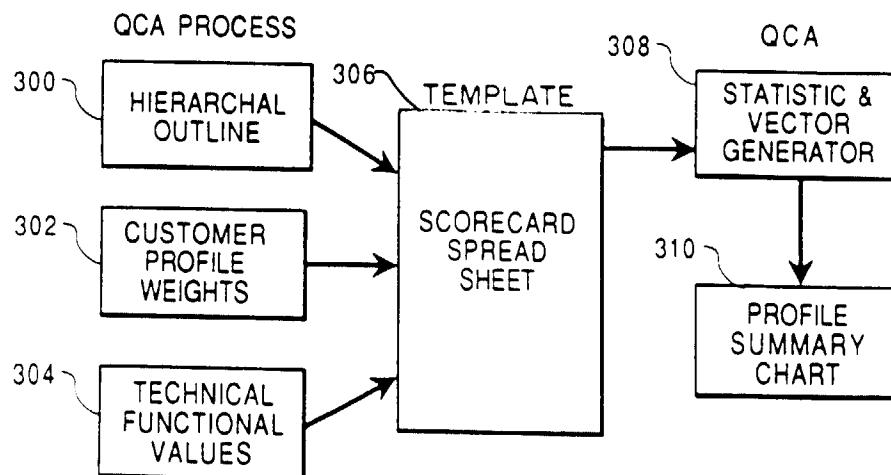 QCA PROCESS
300
HIERARCHAL
OUTLINE
302
CUSTOMER
PROFILE
WEIGHTS
304
TECHNICAL
FUNCTIONAL
VALUES
306
TEMPLATE
SCORECARD
SPREAD
SHEET
QCA
308
STATISTIC &
VECTOR
GENERATOR
310
PROFILE
SUMMARY
CHART